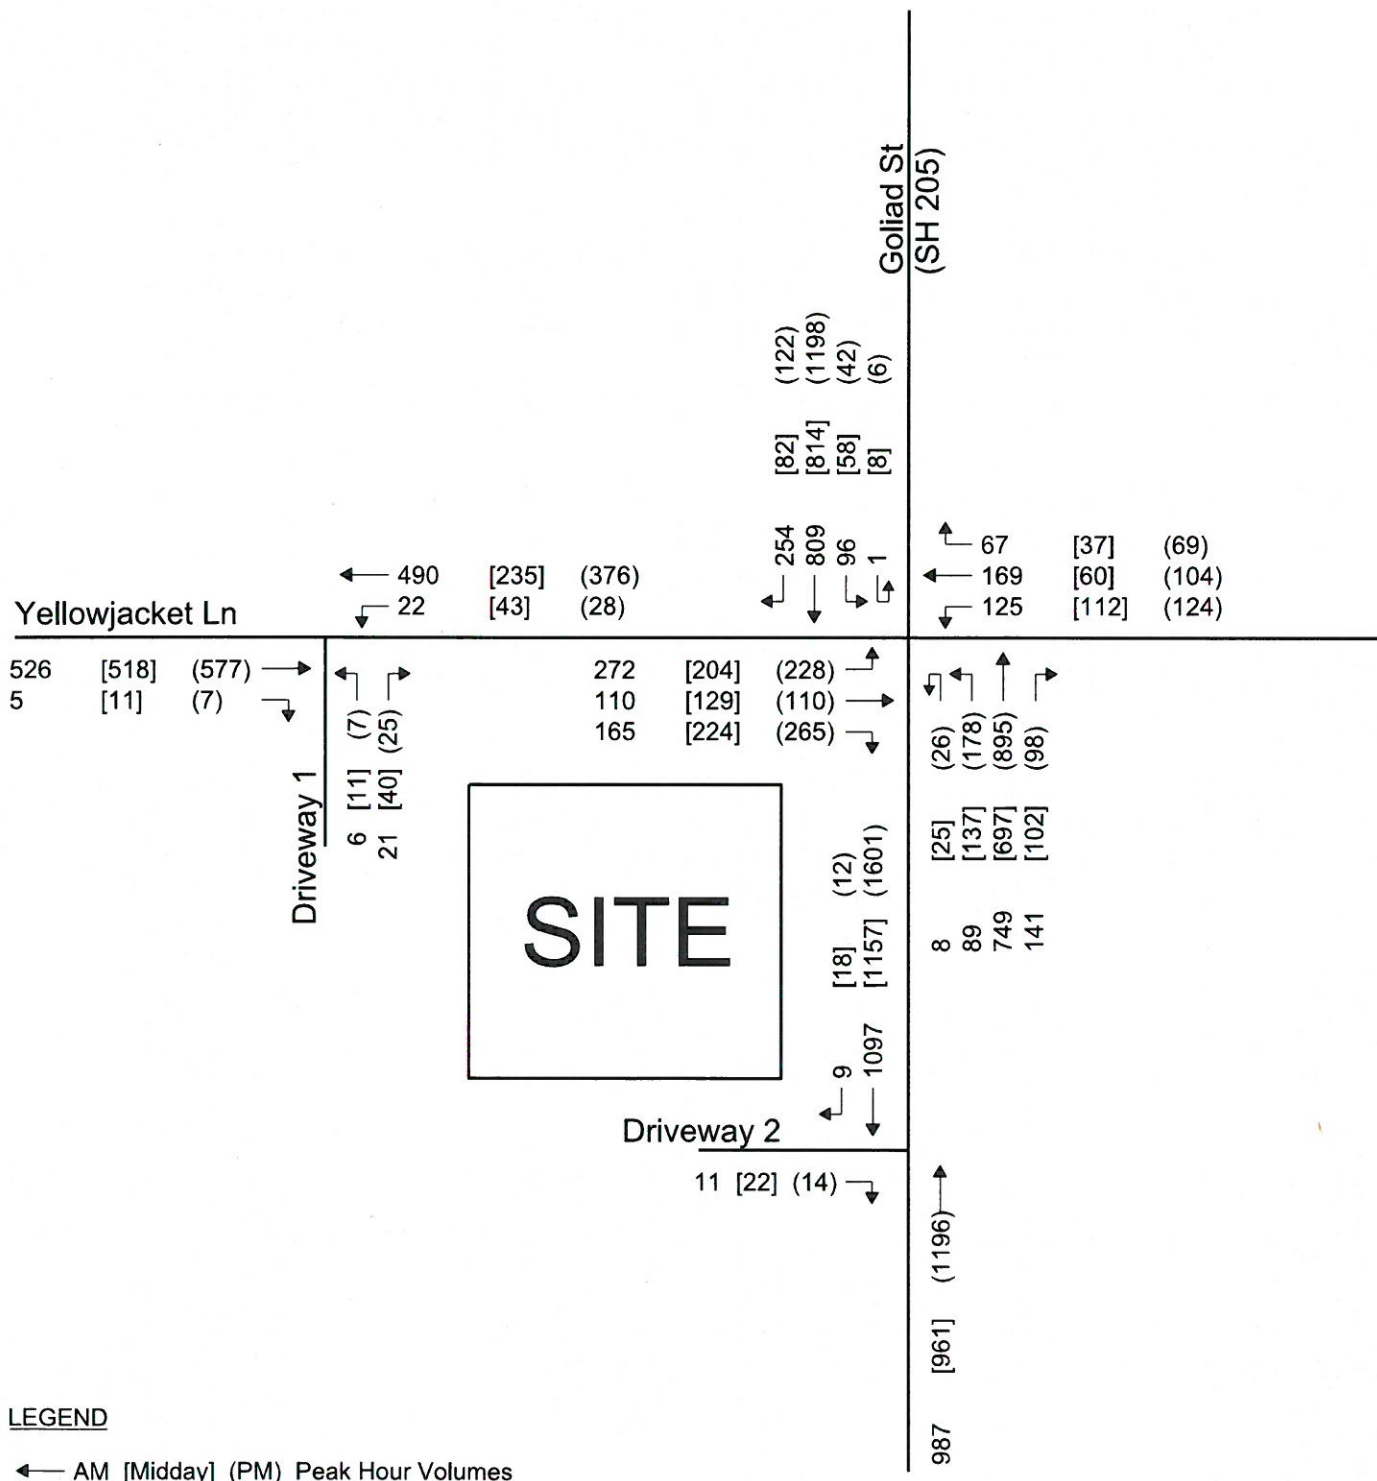 Goliad St
(SH 205)
(122)
(1198)
(42)
(6)
[82]
[814]
[58]
[8]
254
809
96
1
67 [37] (69)
169 [60] (104)
125 [112] (124)
490 [235] (376)
22 [43] (28)
Yellowjacket Ln
526 [518] (577)
5 [11] (7)
272 [204] (228)
110 [129] (110)
165 [224] (265)
6 [11] (7)
21 [40] (25)
Driveway 1
8 [25] (26)
89 [137] (178)
749 [697] (895)
141 [102] (98)
SITE
9 [18] (12)
1097 [1157] (1601)
Driveway 2
11 [22] (14)
987 [961] (1196)
LEGEND
AM [Midday] (PM) Peak Hour Volumes